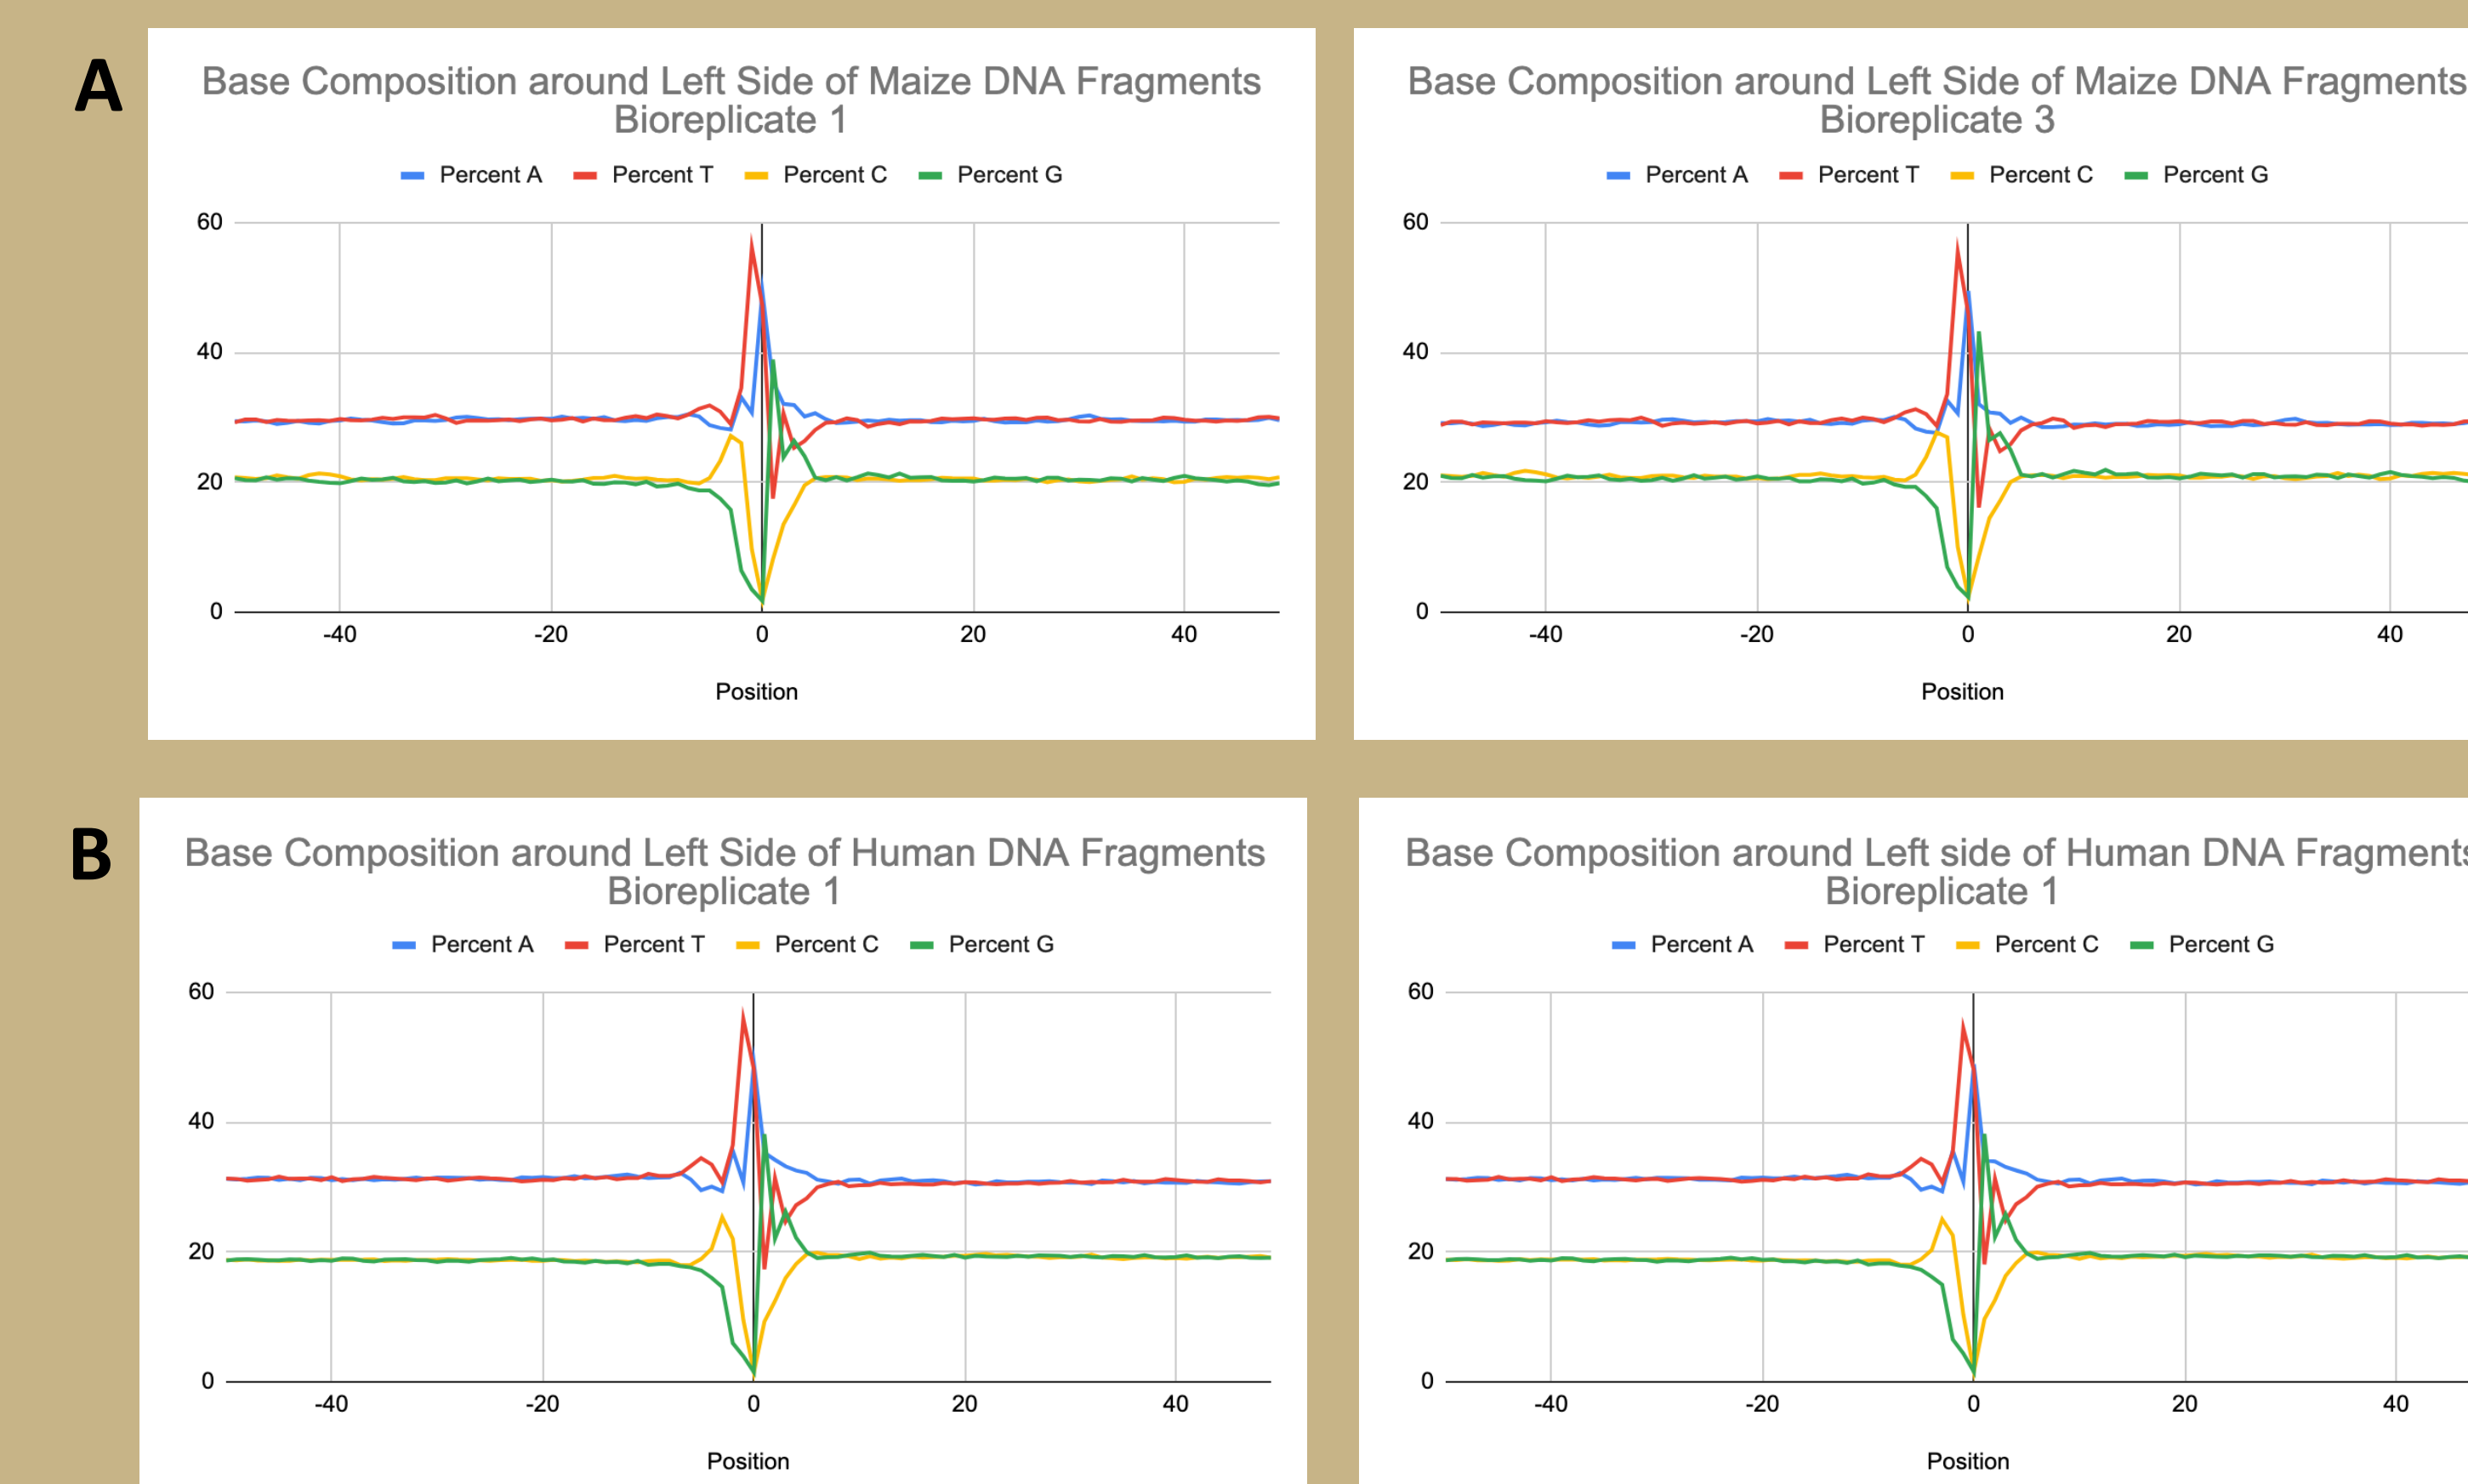 A
Base Composition around Left Side of Maize DNA Fragments
Bioreplicate 1
Percent A Percent T Percent C Percent G
60
40
20
0
-40 -20 0 20 40
Position
Base Composition around Left Side of Maize DNA Fragments
Bioreplicate 3
Percent A Percent T Percent C Percent G
60
40
20
0
-40 -20 0 20 40
Position
B
Base Composition around Left Side of Human DNA Fragments
Bioreplicate 1
Percent A Percent T Percent C Percent G
60
40
20
0
-40 -20 0 20 40
Position
Base Composition around Left side of Human DNA Fragments
Bioreplicate 1
Percent A Percent T Percent C Percent G
60
40
20
0
-40 -20 0 20 40
Position